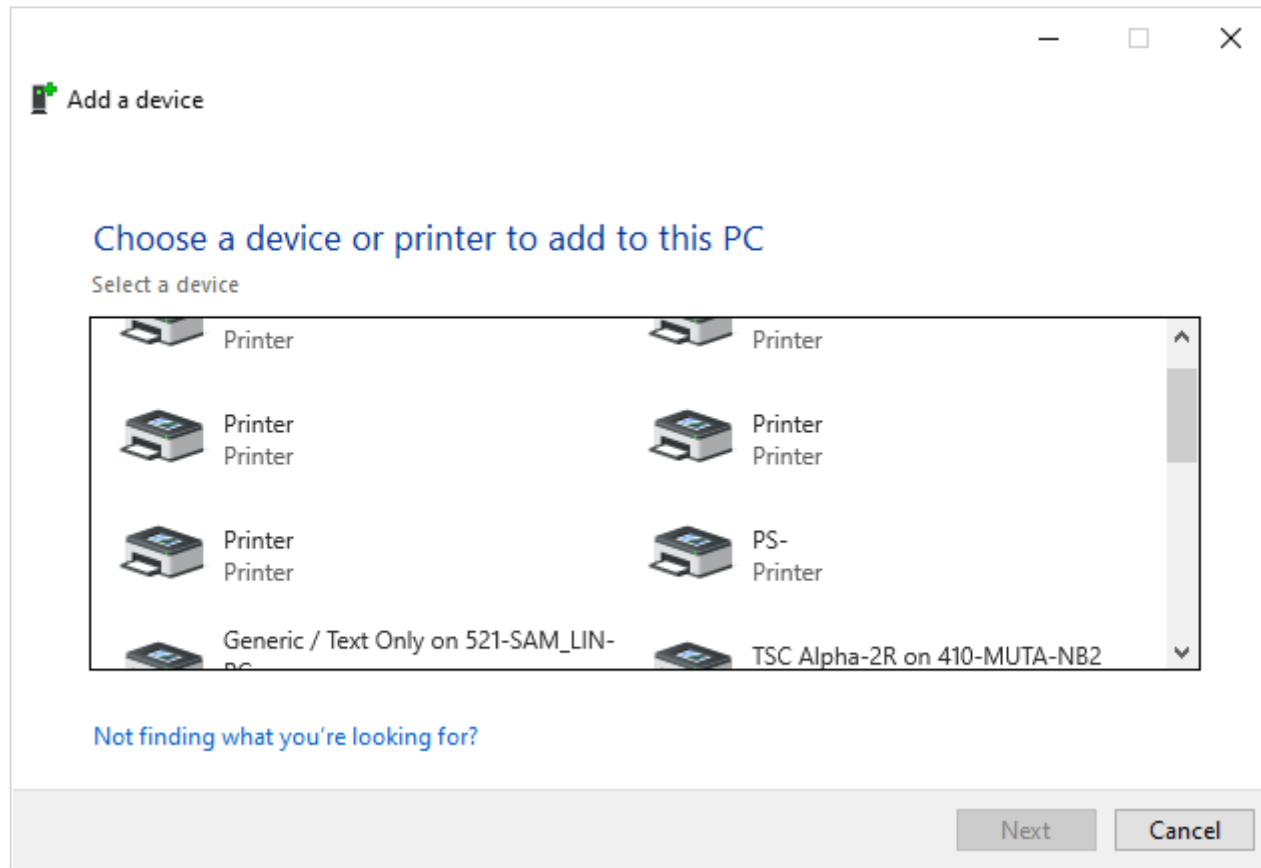 Add a device
Choose a device or printer to add to this PC
Select a device
Printer
Printer
Printer
Printer
Printer
Printer
Printer
PS-
Printer
Printer
Generic / Text Only on 521-SAM_LIN-
TSC Alpha-2R on 410-MUTA-NB2
Not finding what you're looking for?
Next
Cancel